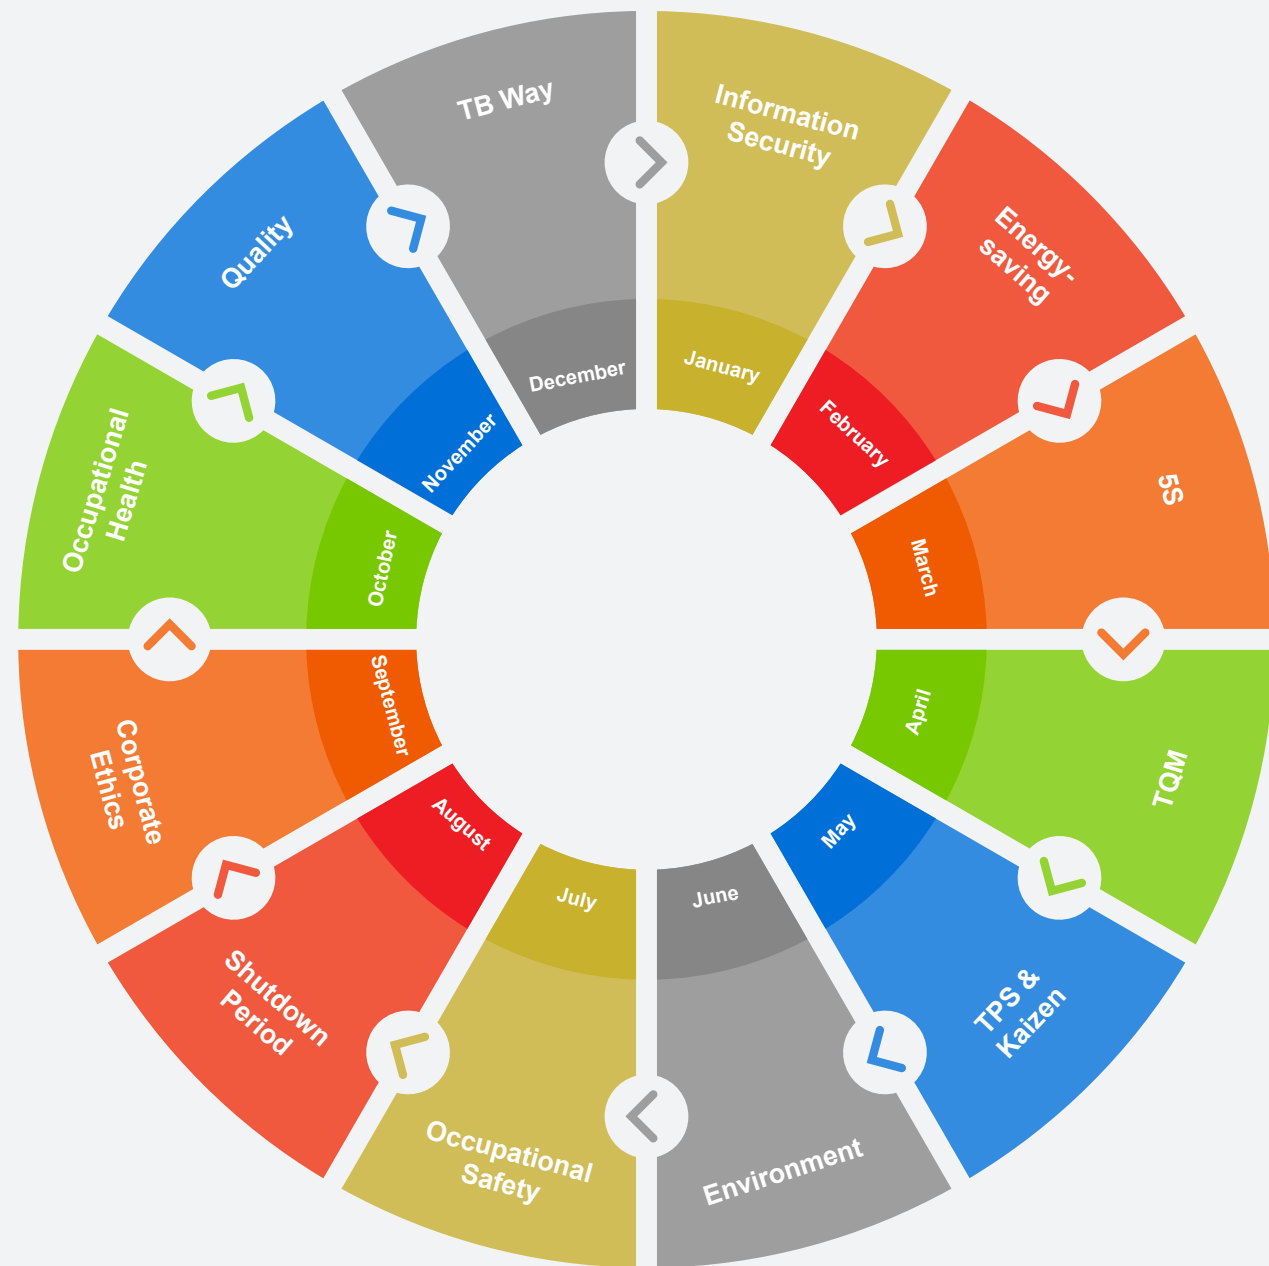 Information
Security
January
Energy-
saving
February
5S
March
TQM
April
TPS &
Kaizen
May
Environment
June
Occupational
Safety
July
Shutdown
Period
August
Corporate
Ethics
September
Occupational
Health
October
Quality
November
TB Way
December